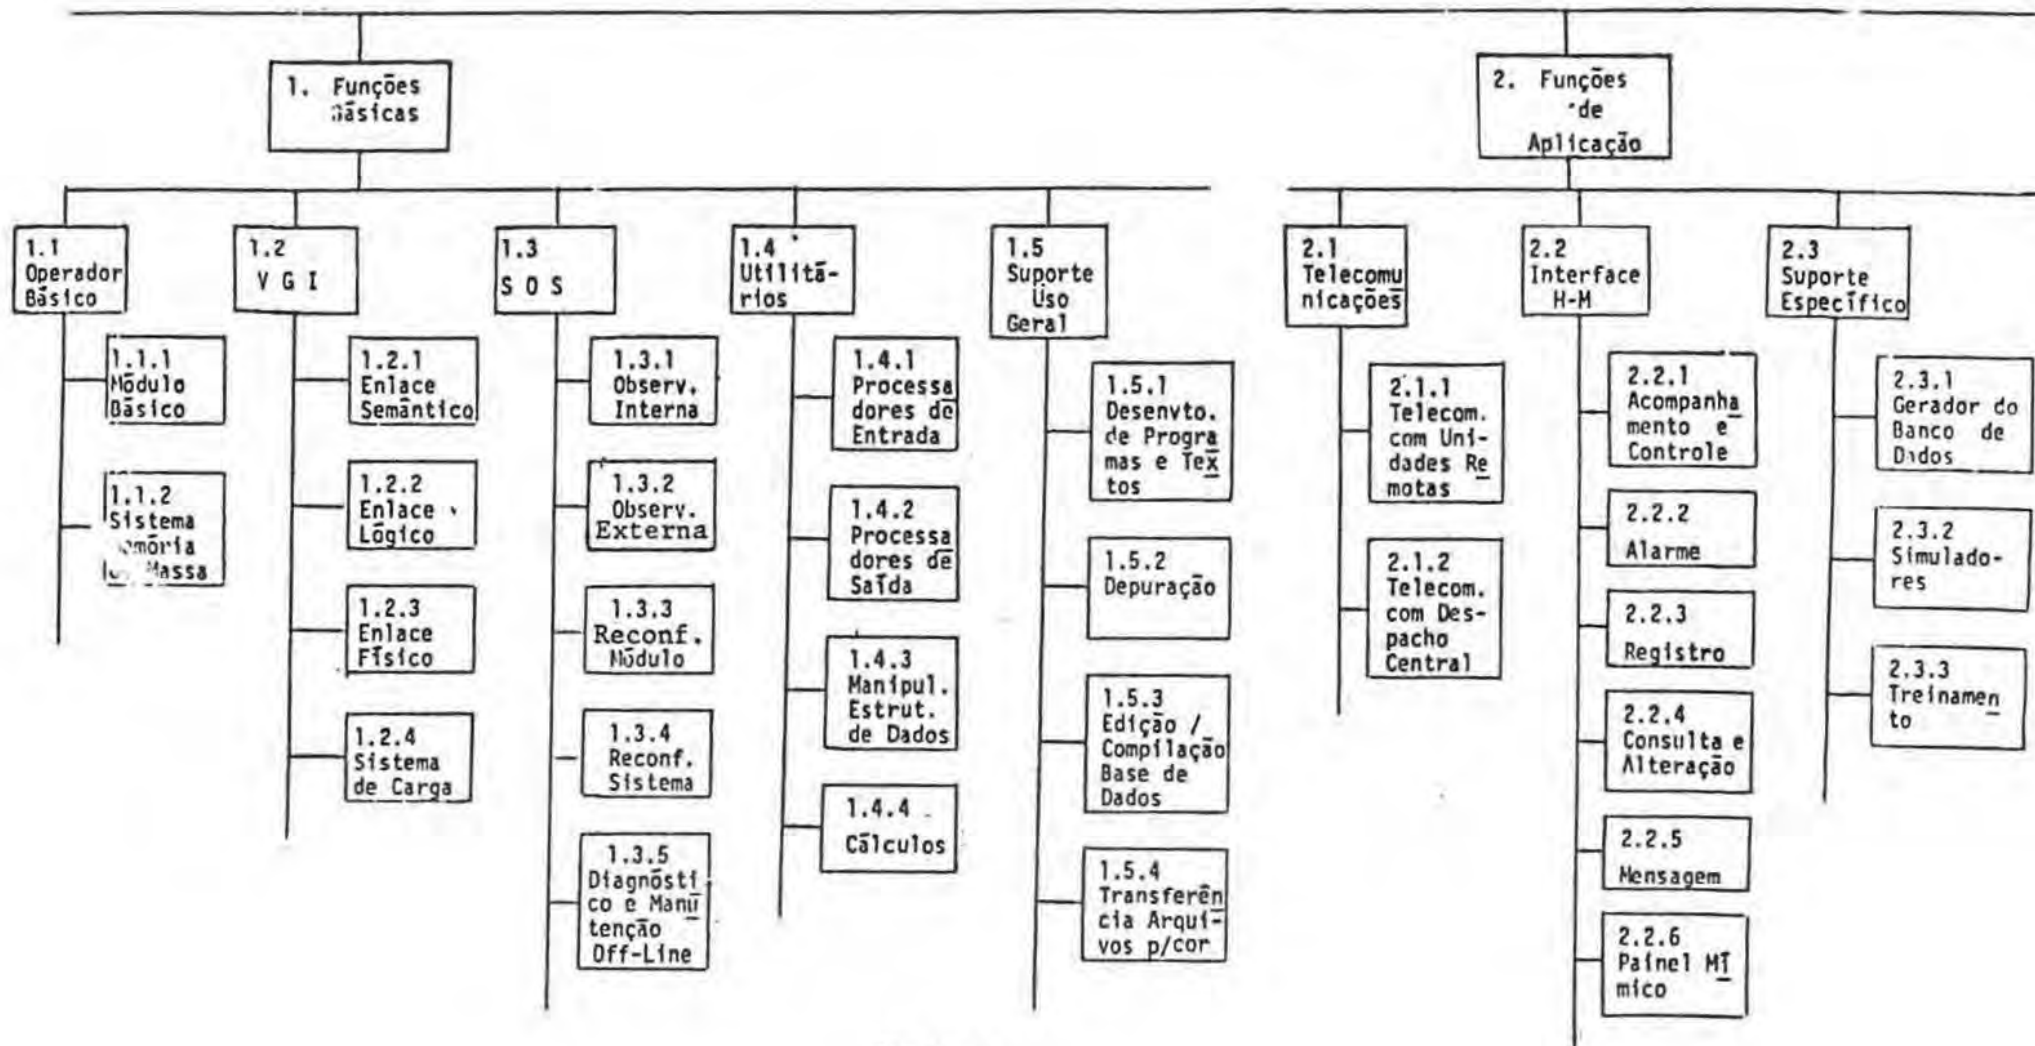 1. Funções
Básicas
2. Funções
de
Aplicação
1.1
Operador
Básico
1.1.1
Módulo
Básico
1.1.2
Sistema
Massa
1.2
V G I
1.2.1
Enlace
Semântico
1.2.2
Enlace
Lógico
1.2.3
Enlace
Físico
1.2.4
Sistema
de Carga
1.3
S O S
1.3.1
Observ.
Interna
1.3.2
Observ.
Externa
1.3.3
Reconf.
Módulo
1.3.4
Reconf.
Sistema
1.3.5
Diagnósti
co e Manu
tenção
Off-Line
1.4
Utilitá-
rios
1.4.1
Processa
dores de
Entrada
1.4.2
Processa
dores de
Saída
1.4.3
Manipul.
Estrut.
de Dados
1.4.4
Cálculos
1.5
Suporte
Uso
Geral
1.5.1
Desenvto.
de Progra
mas e Tex
tos
1.5.2
Depuração
1.5.3
Edição /
Compilação
Base de
Dados
1.5.4
Transferên
cia Arqui-
vos p/cor
2.1
Telecomu
nicações
2.1.1
Telecom.
com Uni-
dades Re
motas
2.1.2
Telecom.
com Des-
pacho
Central
2.2
Interface
H-M
2.2.1
Acompanha
mento e
Controle
2.2.2
Alarme
2.2.3
Registro
2.2.4
Consulta e
Alteração
2.2.5
Mensagem
2.2.6
Painel Mí
mico
2.3
Suporte
Específico
2.3.1
Gerador do
Banco de
Dados
2.3.2
Simulado-
res
2.3.3
Treinamen
to